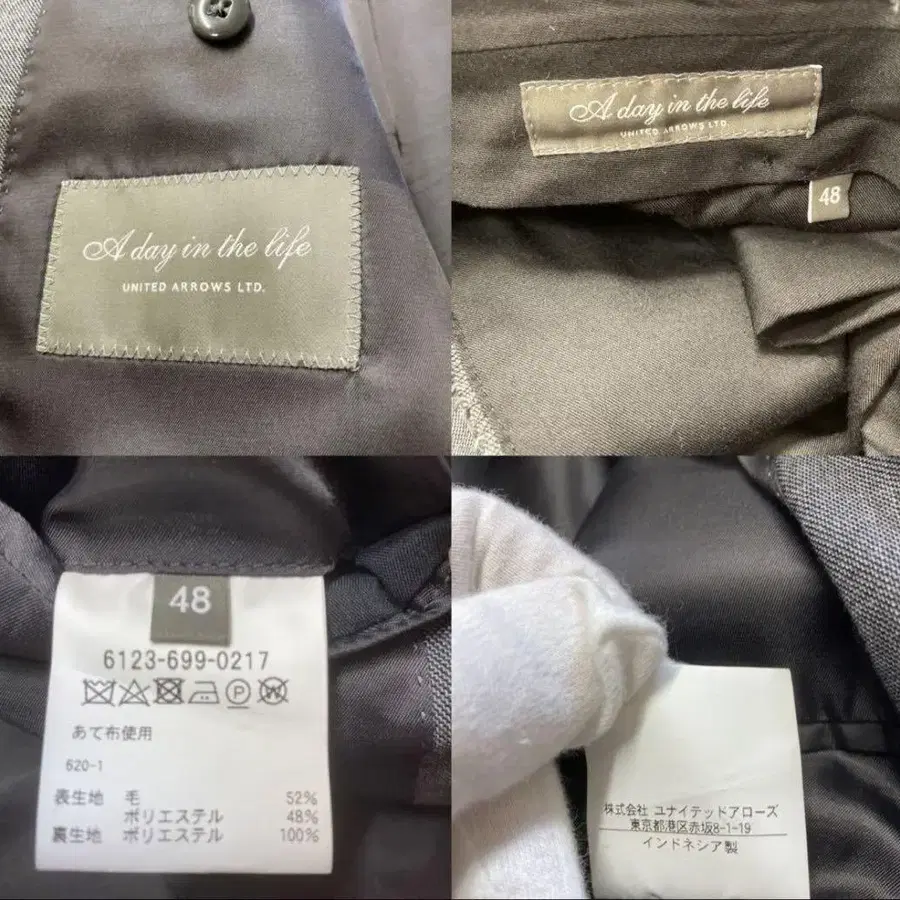 A day in the life
UNITED ARROWS LTD.
A day in the life
UNITED ARROWS LTD.
48
48
6123-699-0217
あて布使用
620-1
表生地 毛 52%
ポリエステル 48%
裏生地 ポリエステル 100%
株式会社 ユナイテッドアローズ
東京都港区赤坂8-1-19
インドネシア製